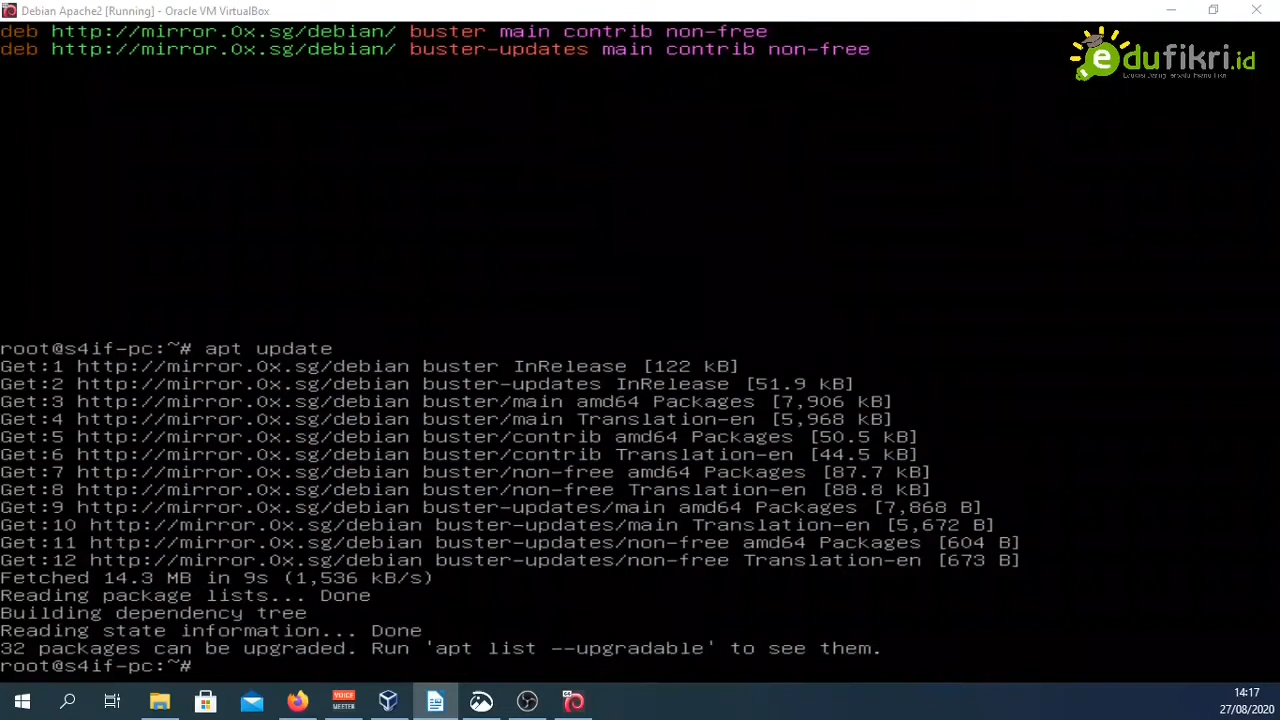 Debian Apache2 [Running] - Oracle VM VirtualBox
deb http://mirror.0x.sg/debian/ buster main contrib non-free
deb http://mirror.0x.sg/debian/ buster-updates main contrib non-free
edufikri.id
root@s4if-pc:~# apt update
Get:1 http://mirror.0x.sg/debian buster InRelease [122 kB]
Get:2 http://mirror.0x.sg/debian buster-updates InRelease [51.9 kB]
Get:3 http://mirror.0x.sg/debian buster/main amd64 Packages [7,906 kB]
Get:4 http://mirror.0x.sg/debian buster/main Translation-en [5,968 kB]
Get:5 http://mirror.0x.sg/debian buster/contrib amd64 Packages [50.5 kB]
Get:6 http://mirror.0x.sg/debian buster/contrib Translation-en [44.5 kB]
Get:7 http://mirror.0x.sg/debian buster/non-free amd64 Packages [87.7 kB]
Get:8 http://mirror.0x.sg/debian buster/non-free Translation-en [88.8 kB]
Get:9 http://mirror.0x.sg/debian buster-updates/main amd64 Packages [7,868 B]
Get:10 http://mirror.0x.sg/debian buster-updates/main Translation-en [5,672 B]
Get:11 http://mirror.0x.sg/debian buster-updates/non-free amd64 Packages [604 B]
Get:12 http://mirror.0x.sg/debian buster-updates/non-free Translation-en [673 B]
Fetched 14.3 MB in 9s (1,536 kB/s)
Reading package lists... Done
Building dependency tree
Reading state information... Done
32 packages can be upgraded. Run 'apt list --upgradable' to see them.
root@s4if-pc:~#
VOICE
MEETER
14:17
27/08/2020